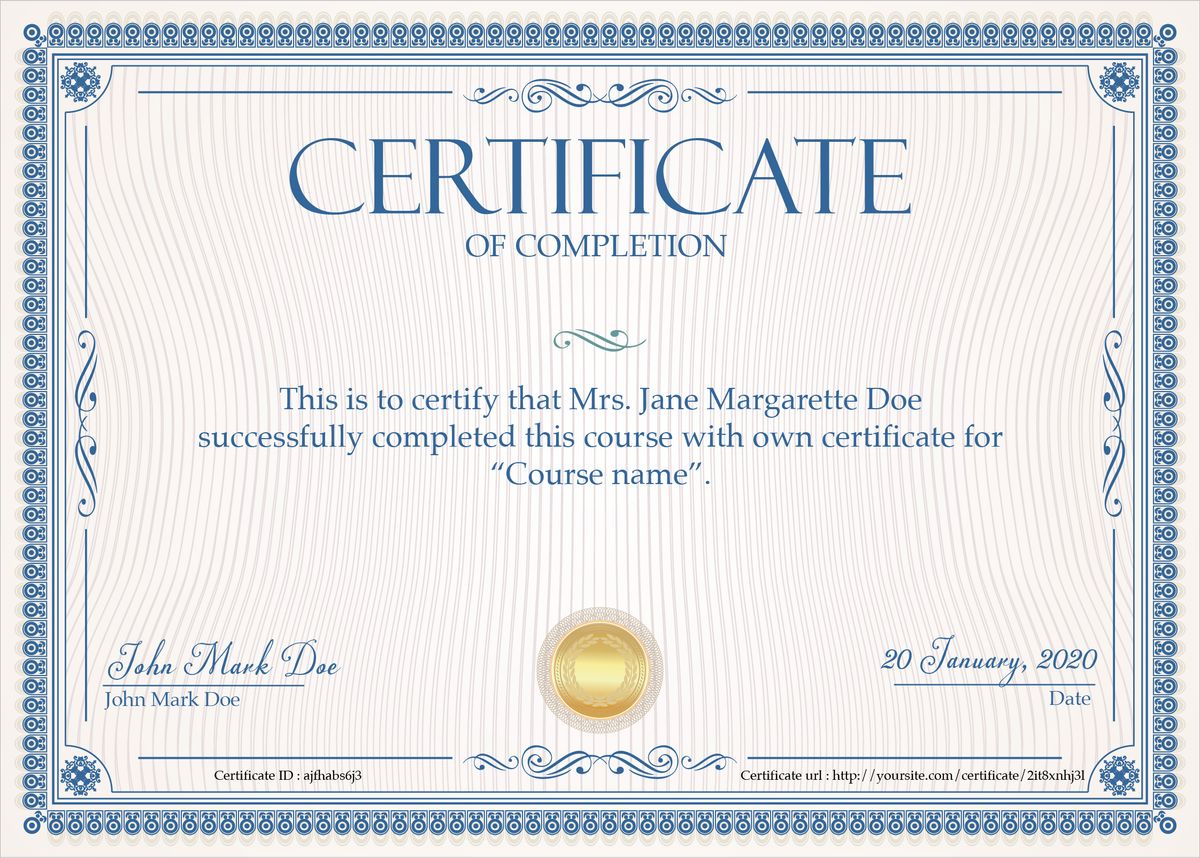 CERTIFICATE
OF COMPLETION
This is to certify that Mrs. Jane Margarette Doe
successfully completed this course with own certificate for
“Course name”.
John Mark Doe
20 January, 2020
John Mark Doe
Date
Certificate ID : ajfhabs6j3
Certificate url : http://yoursite.com/certificate/2it8xnhj3l